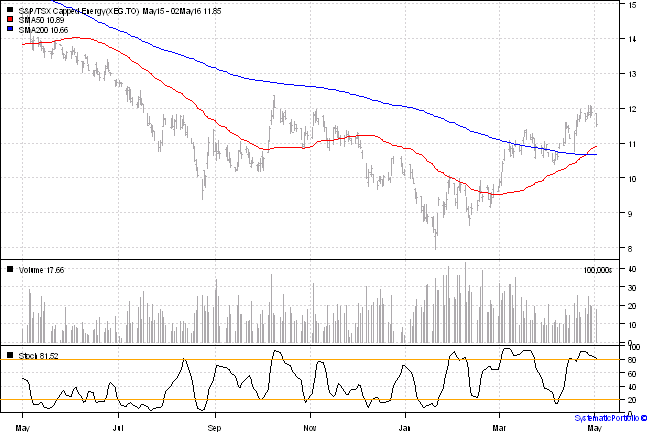 S&P/TSX Capped Energy(XEG.TO) May15 - 02May16 11.85
SMA50 10.89
SMA200 10.66
15
14
13
12
11
10
9
8
Volume 17.66
100,000s
40
30
20
10
0
Stoch 81.52
100
80
60
40
20
0
May Jul Sep Nov Jan Mar May
SystematicPortfolio ©